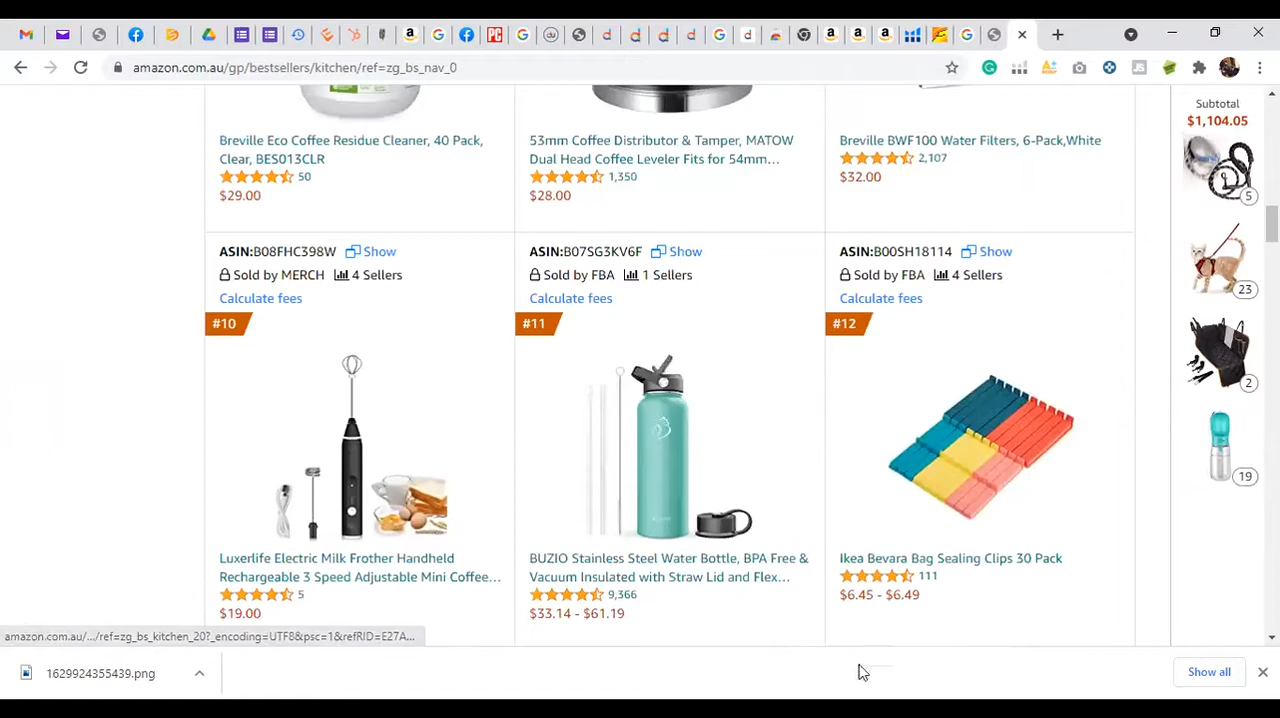 amazon.com.au/gp/bestsellers/kitchen/ref=zg_bs_nav_0
Subtotal
$1,104.05
5
23
2
19
Breville Eco Coffee Residue Cleaner, 40 Pack,
Clear, BES013CLR
50
$29.00
53mm Coffee Distributor & Tamper, MATOW
Dual Head Coffee Leveler Fits for 54mm...
1,350
$28.00
Breville BWF100 Water Filters, 6-Pack,White
2,107
$32.00
ASIN:B08FHC398W Show
Sold by MERCH 4 Sellers
Calculate fees
#10
Luxerlife Electric Milk Frother Handheld
Rechargeable 3 Speed Adjustable Mini Coffee...
5
$19.00
ASIN:B07SG3KV6F Show
Sold by FBA 1 Sellers
Calculate fees
#11
BUZIO Stainless Steel Water Bottle, BPA Free &
Vacuum Insulated with Straw Lid and Flex...
9,366
$33.14 - $61.19
ASIN:B00SH18114 Show
Sold by FBA 4 Sellers
Calculate fees
#12
Ikea Bevara Bag Sealing Clips 30 Pack
111
$6.45 - $6.49
amazon.com.au/.../ref=zg_bs_kitchen_20?_encoding=UTF8&psc=1&refRID=E27A...
1629924355439.png
Show all